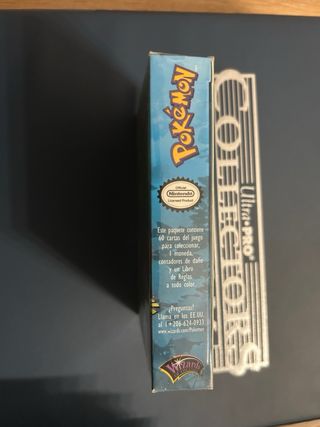 POKéMON
Official
Nintendo
Licensed Product
Este paquete contiene
60 cartas del juego
para coleccionar,
1 moneda,
contadores de daño
y un Libro
de Reglas
a todo color.
¿Preguntas?
Llama en los EE.UU.
al 1+206-624-0933
www.wizards.com/Pokemon
Wizards
Ultra•PRO®
COLLECTORS